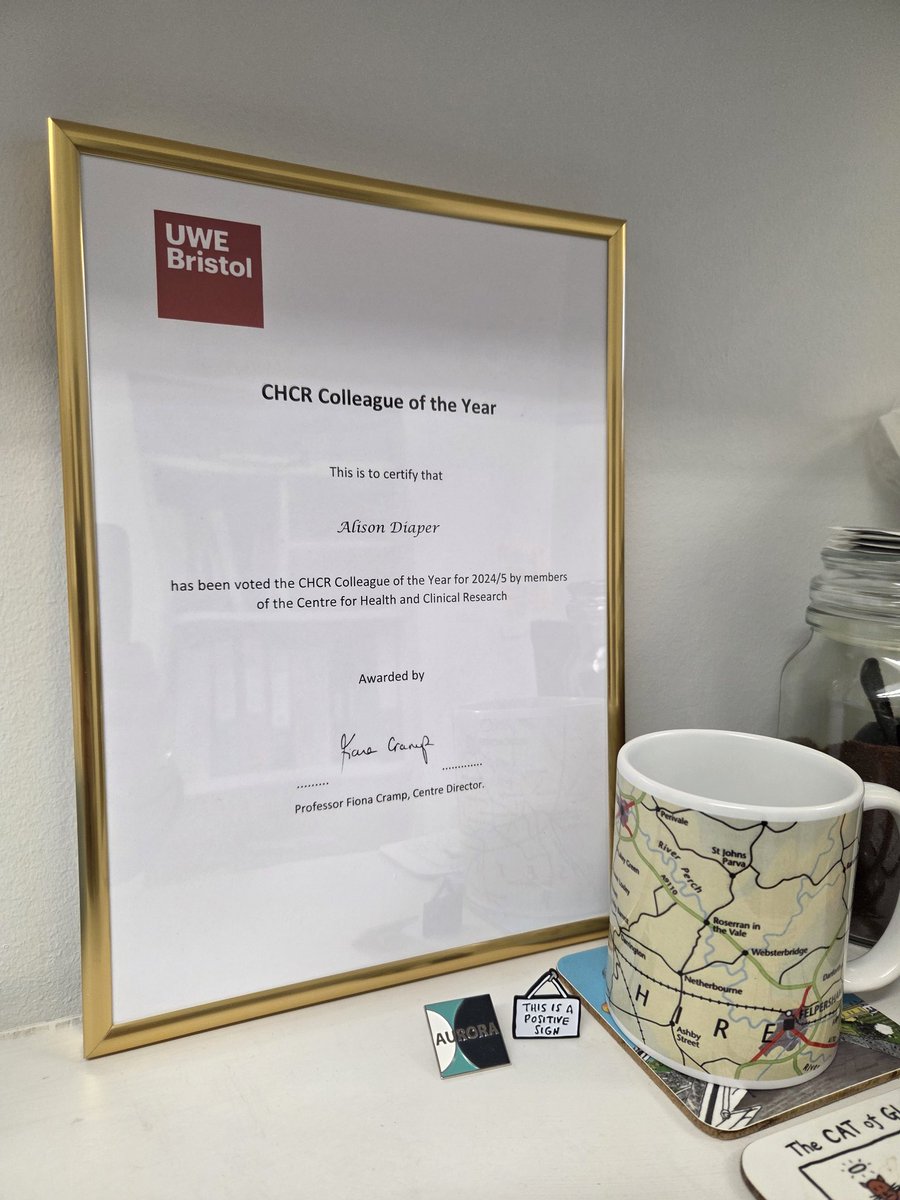 UWE
Bristol
CHCR Colleague of the Year
This is to certify that
Alison Diaper
has been voted the CHCR Colleague of the Year for 2024/5 by members
of the Centre for Health and Clinical Research
Awarded by
Professor Fiona Cramp, Centre Director.
AURORA
THIS IS A
POSITIVE
SIGN
Perivale
St Johns
Parva
River Perch
A9110
Roserran in
the Vale
Websterbridge
Netherbourne
SHIRE
Ashby
Street
River
The CAT of